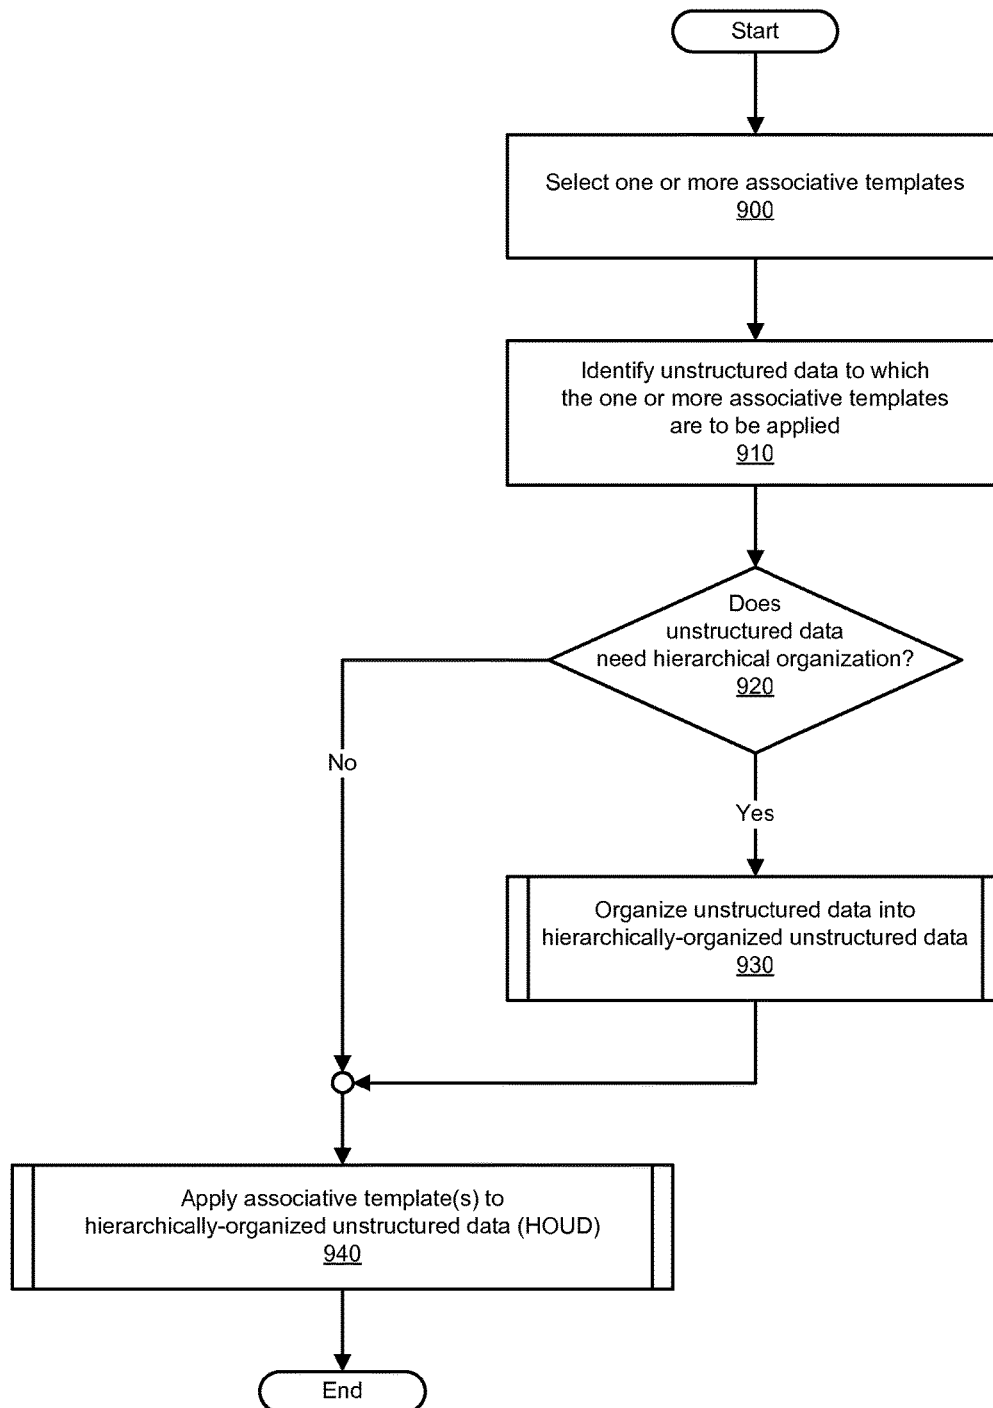 Start
Select one or more associative templates
900
Identify unstructured data to which
the one or more associative templates
are to be applied
910
Does
unstructured data
need hierarchical organization?
920
No
Yes
Organize unstructured data into
hierarchically-organized unstructured data
930
Apply associative template(s) to
hierarchically-organized unstructured data (HOUD)
940
End